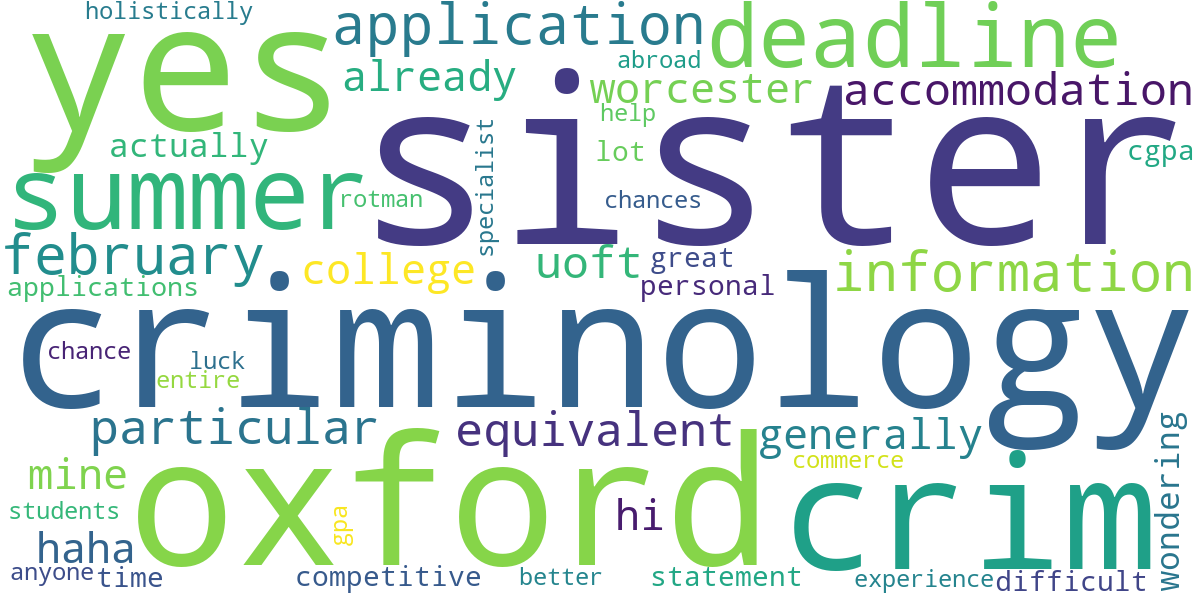 holistically
yes
application
deadline
already
abroad
worcester
accommodation
sister
help
actually
specialist
lot
cgpa
summer
rotman
chances
february
college
uoft
great
information
applications
personal
criminology
chance
luck
entire
particular
equivalent
generally
wondering
mine
oxford
commerce
crim
students
gpa
hi
haha
anyone
time
competitive
better
statement
experience
difficult